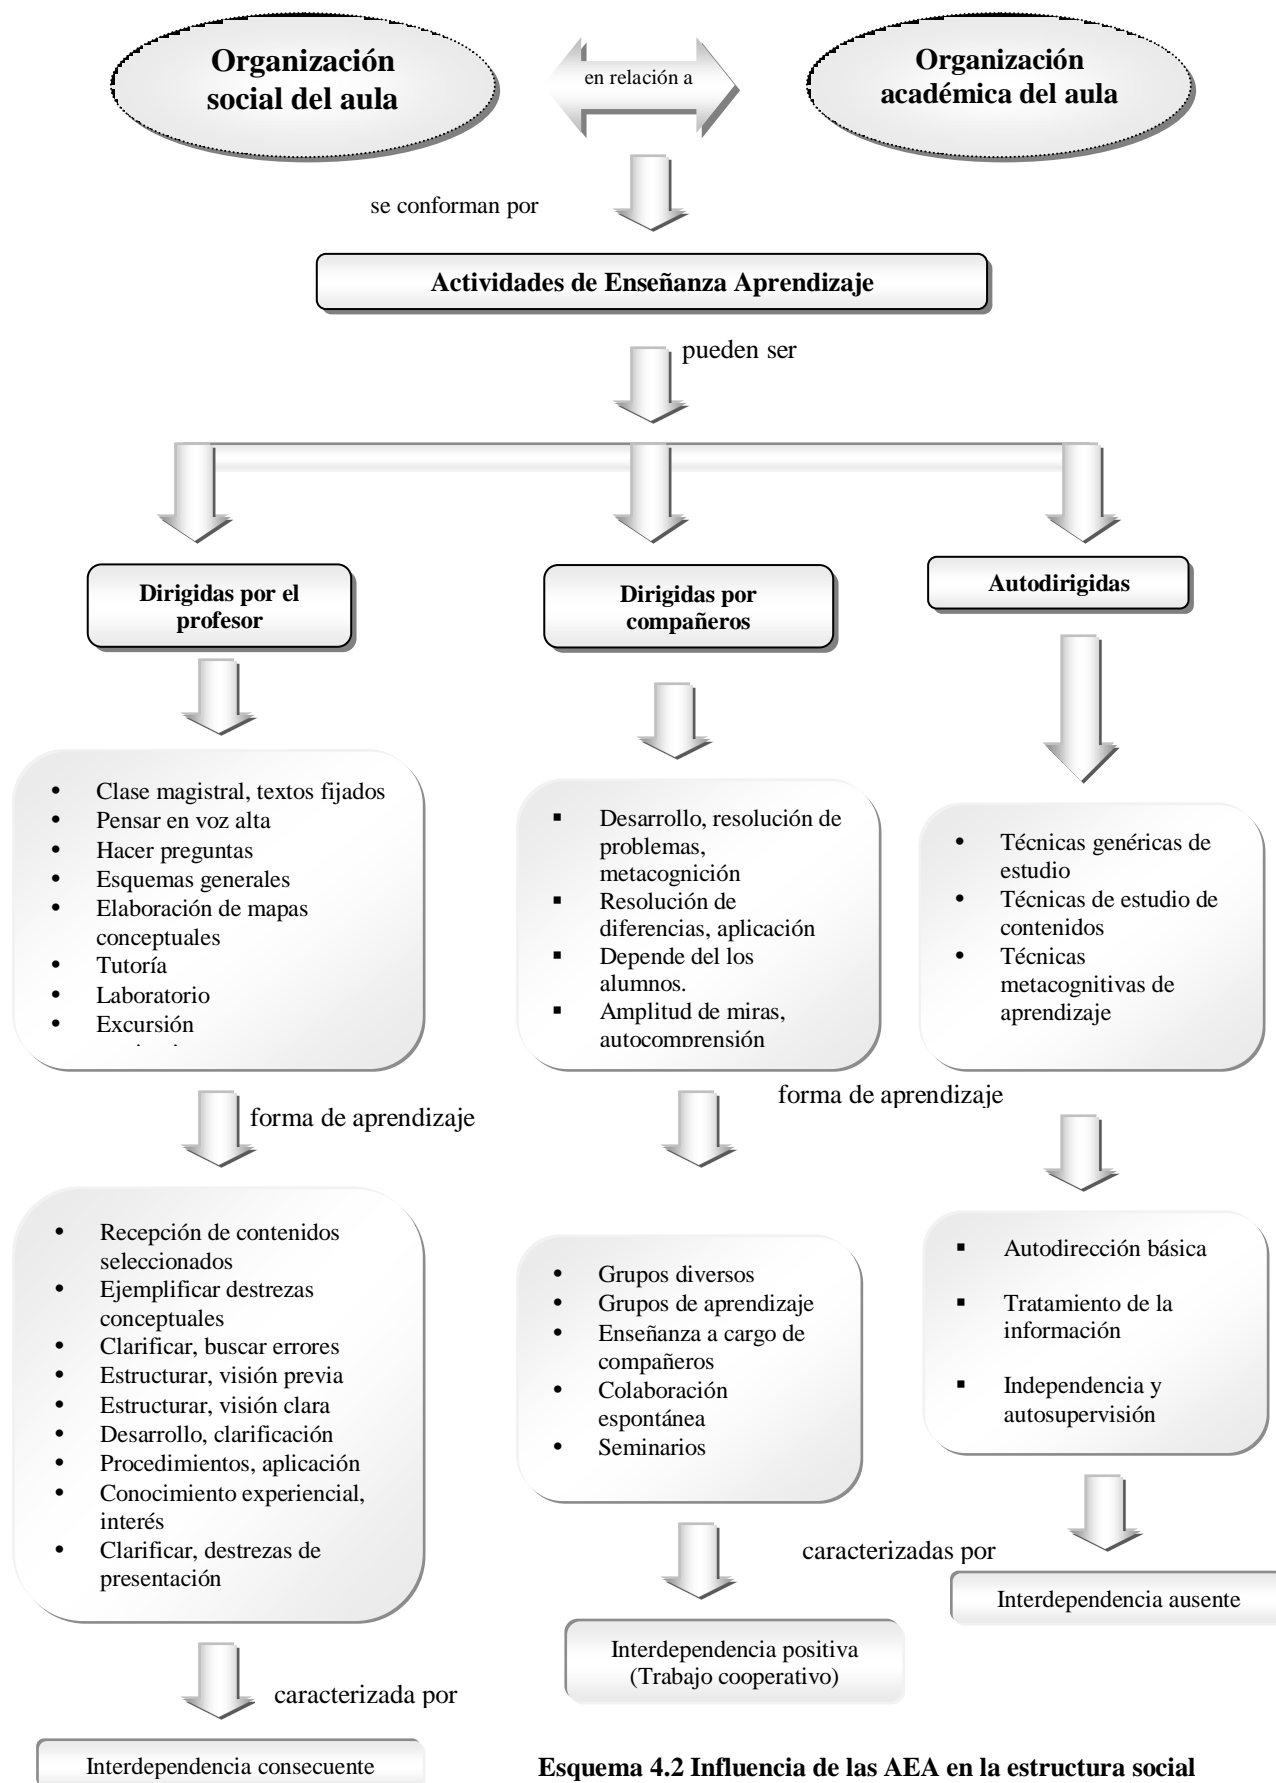 Organización
social del aula
en relación a
Organización
académica del aula
se conforman por
Actividades de Enseñanza Aprendizaje
pueden ser
Dirigidas por el
profesor
Dirigidas por
compañeros
Autodirigidas
• Clase magistral, textos fijados
• Pensar en voz alta
• Hacer preguntas
• Esquemas generales
• Elaboración de mapas
conceptuales
• Tutoría
• Laboratorio
• Excursión
▪ Desarrollo, resolución de
problemas,
metacognición
▪ Resolución de
diferencias, aplicación
▪ Depende del los
alumnos.
▪ Amplitud de miras,
autocomprensión
• Técnicas genéricas de
estudio
• Técnicas de estudio de
contenidos
• Técnicas
metacognitivas de
aprendizaje
forma de aprendizaje
forma de aprendizaje
• Recepción de contenidos
seleccionados
• Ejemplificar destrezas
conceptuales
• Clarificar, buscar errores
• Estructurar, visión previa
• Estructurar, visión clara
• Desarrollo, clarificación
• Procedimientos, aplicación
• Conocimiento experiencial,
interés
• Clarificar, destrezas de
presentación
• Grupos diversos
• Grupos de aprendizaje
• Enseñanza a cargo de
compañeros
• Colaboración
espontánea
• Seminarios
▪ Autodirección básica
▪ Tratamiento de la
información
▪ Independencia y
autosupervisión
caracterizadas por
Interdependencia ausente
Interdependencia positiva
(Trabajo cooperativo)
caracterizada por
Interdependencia consecuente
Esquema 4.2 Influencia de las AEA en la estructura social